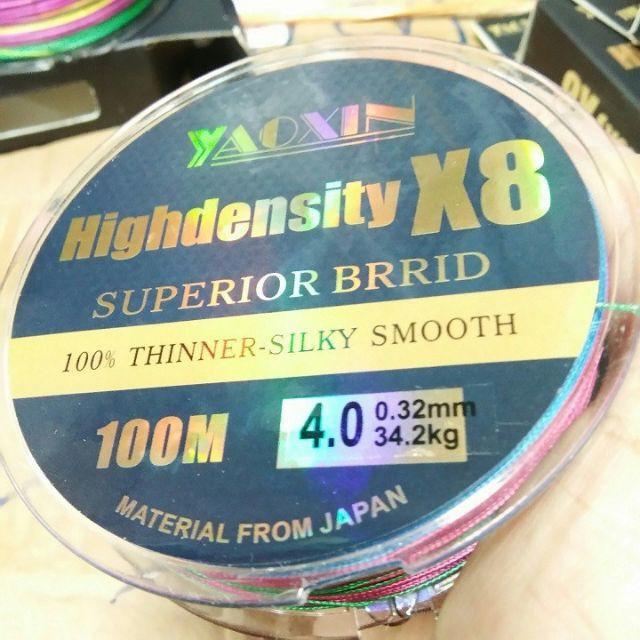 YAOXIN
Highdensity X8
SUPERIOR BRRID
100% THINNER-SILKY SMOOTH
100M
4.0
0.32mm
34.2kg
MATERIAL FROM JAPAN